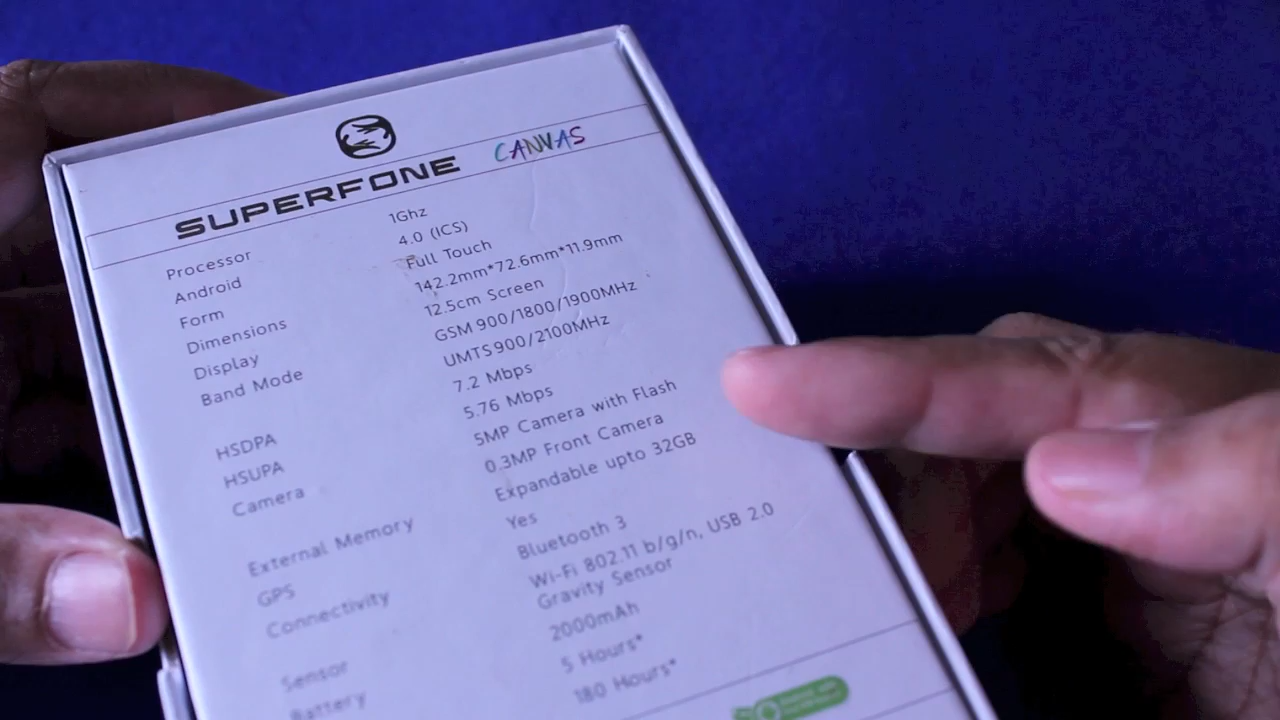 SUPERFONE CANVAS
Processor 1Ghz
Android 4.0 (ICS)
Form Full Touch
Dimensions 142.2mm*72.6mm*11.9mm
Display 12.5cm Screen
Band Mode GSM 900/1800/1900MHz
UMTS 900/2100MHz
HSDPA 7.2 Mbps
HSUPA 5.76 Mbps
Camera 5MP Camera with Flash
0.3MP Front Camera
External Memory Expandable upto 32GB
GPS Yes
Connectivity Bluetooth 3
Wi-Fi 802.11 b/g/n, USB 2.0
Sensor Gravity Sensor
Battery 2000mAh
5 Hours*
180 Hours*